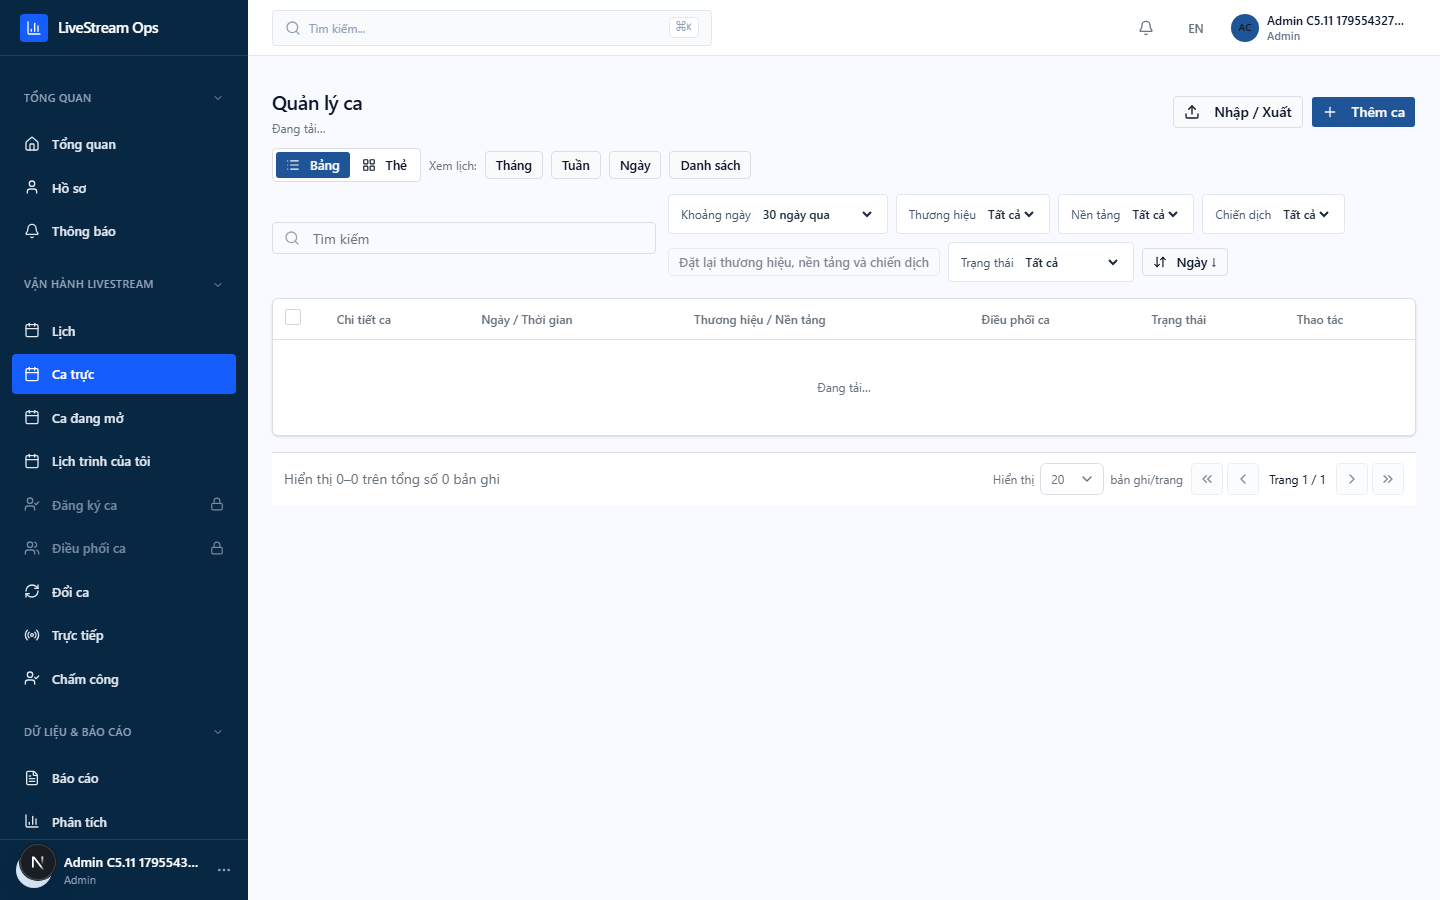 LiveStream Ops
Tìm kiếm...
⌘K
EN
AC
Admin C5.11 179554327...
Admin
TỔNG QUAN
Tổng quan
Hồ sơ
Thông báo
VẬN HÀNH LIVESTREAM
Lịch
Ca trực
Ca đang mở
Lịch trình của tôi
Đăng ký ca
Điều phối ca
Đổi ca
Trực tiếp
Chấm công
DỮ LIỆU & BÁO CÁO
Báo cáo
Phân tích
N
Admin C5.11 1795543...
Admin
Quản lý ca
Đang tải...
Nhập / Xuất
Thêm ca
Bảng
Thẻ
Xem lịch:
Tháng
Tuần
Ngày
Danh sách
Tìm kiếm
Khoảng ngày 30 ngày qua
Thương hiệu Tất cả
Nền tảng Tất cả
Chiến dịch Tất cả
Đặt lại thương hiệu, nền tảng và chiến dịch
Trạng thái Tất cả
Ngày ↓
Chi tiết ca
Ngày / Thời gian
Thương hiệu / Nền tảng
Điều phối ca
Trạng thái
Thao tác
Đang tải...
Hiển thị 0–0 trên tổng số 0 bản ghi
Hiển thị 20 bản ghi/trang
Trang 1 / 1